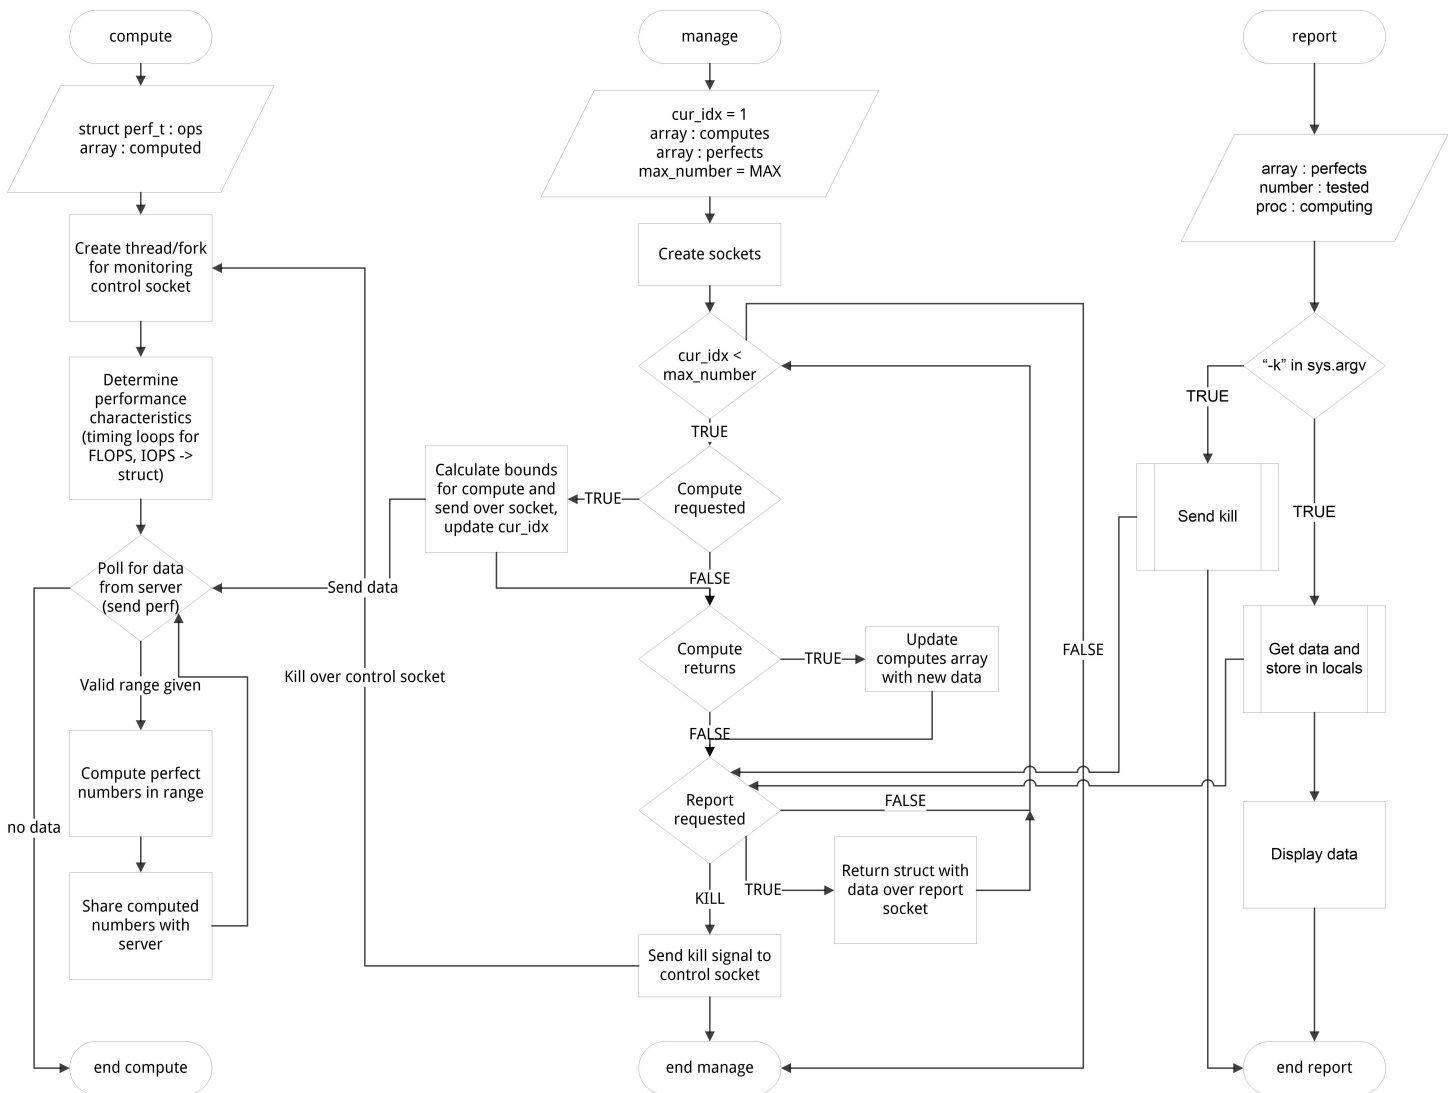 compute
struct perf_t : ops
array : computed
Create thread/fork
for monitoring
control socket
Determine
performance
characteristics
(timing loops for
FLOPS, IOPS ->
struct)
Poll for data
from server
(send perf)
Valid range given
Compute perfect
numbers in range
no data
Share computed
numbers with
server
end compute
manage
cur_idx = 1
array : computes
array : perfects
max_number = MAX
Create sockets
cur_idx <
max_number
TRUE
Compute
requested
TRUE
Calculate bounds
for compute and
send over socket,
update cur_idx
Send data
Kill over control socket
FALSE
Compute
returns
TRUE
Update
computes array
with new data
FALSE
FALSE
Report
requested
FALSE
TRUE
Return struct with
data over report
socket
KILL
Send kill signal to
control socket
end manage
report
array : perfects
number : tested
proc : computing
“-k” in sys.argv
TRUE
Send kill
TRUE
Get data and
store in locals
Display data
end report